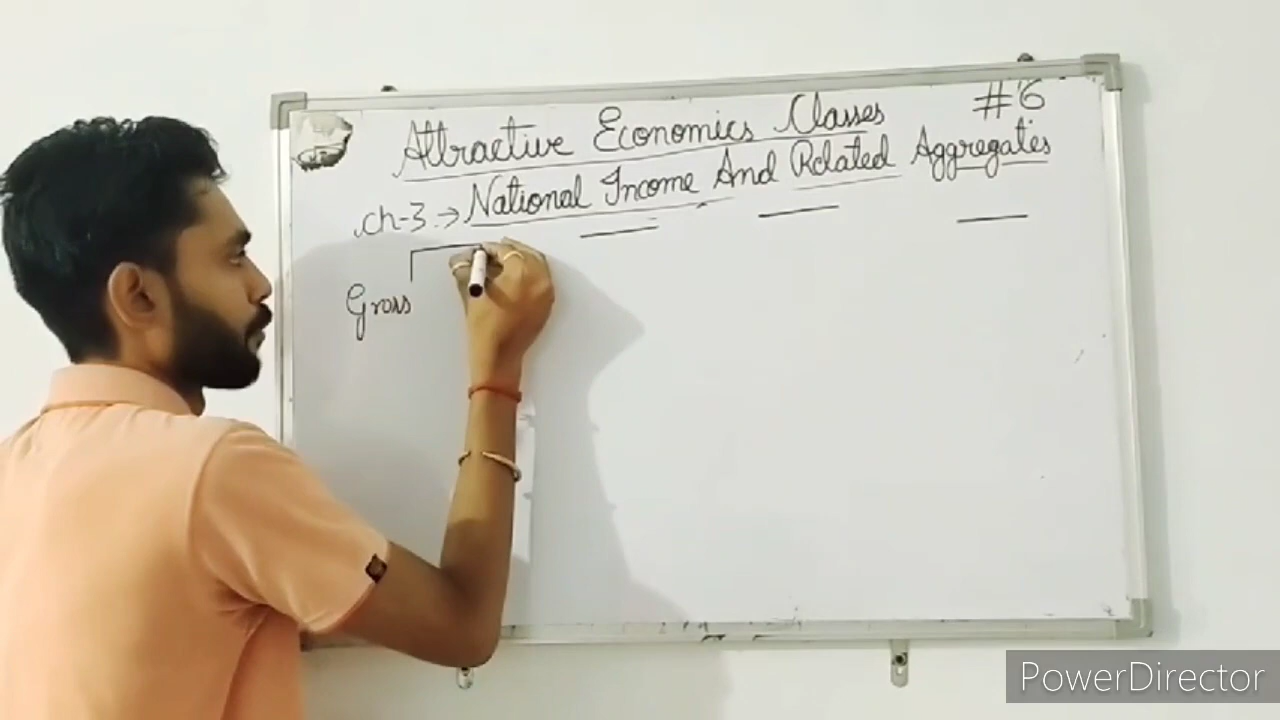 Attractive Economics Classes #6
Ch-3 → National Income And Related Aggregates
Gross
PowerDirector